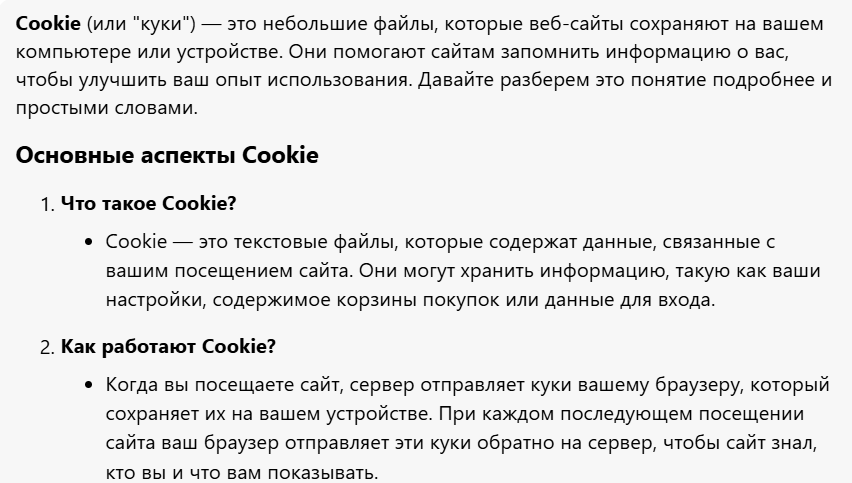 Cookie (или "куки") — это небольшие файлы, которые веб-сайты сохраняют на вашем
компьютере или устройстве. Они помогают сайтам запомнить информацию о вас,
чтобы улучшить ваш опыт использования. Давайте разберем это понятие подробнее и
простыми словами.
Основные аспекты Cookie
1. Что такое Cookie?
• Cookie — это текстовые файлы, которые содержат данные, связанные с
вашим посещением сайта. Они могут хранить информацию, такую как ваши
настройки, содержимое корзины покупок или данные для входа.
2. Как работают Cookie?
• Когда вы посещаете сайт, сервер отправляет куки вашему браузеру, который
сохраняет их на вашем устройстве. При каждом последующем посещении
сайта ваш браузер отправляет эти куки обратно на сервер, чтобы сайт знал,
кто вы и что вам показывать.